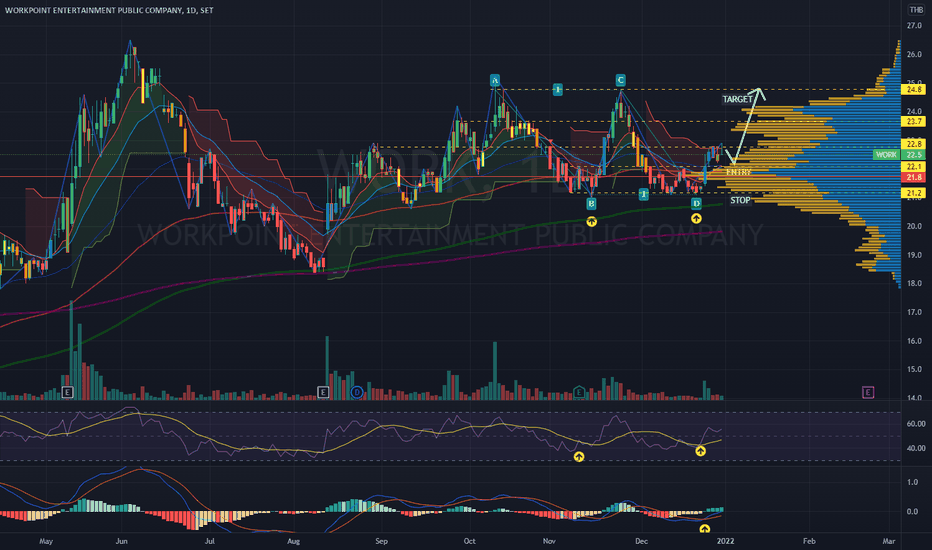 WORKPOINT ENTERTAINMENT PUBLIC COMPANY, 1D, SET
THB
27.0
26.0
25.0
A
1
C
24.8
TARGET
23.7
22.8
WORK
22.5
22.1
ENTRY
21.8
21.2
21.0
STOP
B
1
D
WORKPOINT ENTERTAINMENT PUBLIC COMPANY
20.0
19.0
18.0
17.0
16.0
15.0
14.0
E
E
D
E
E
60.00
40.00
1.0
0.0
May
Jun
Jul
Aug
Sep
Oct
Nov
Dec
2022
Feb
Mar